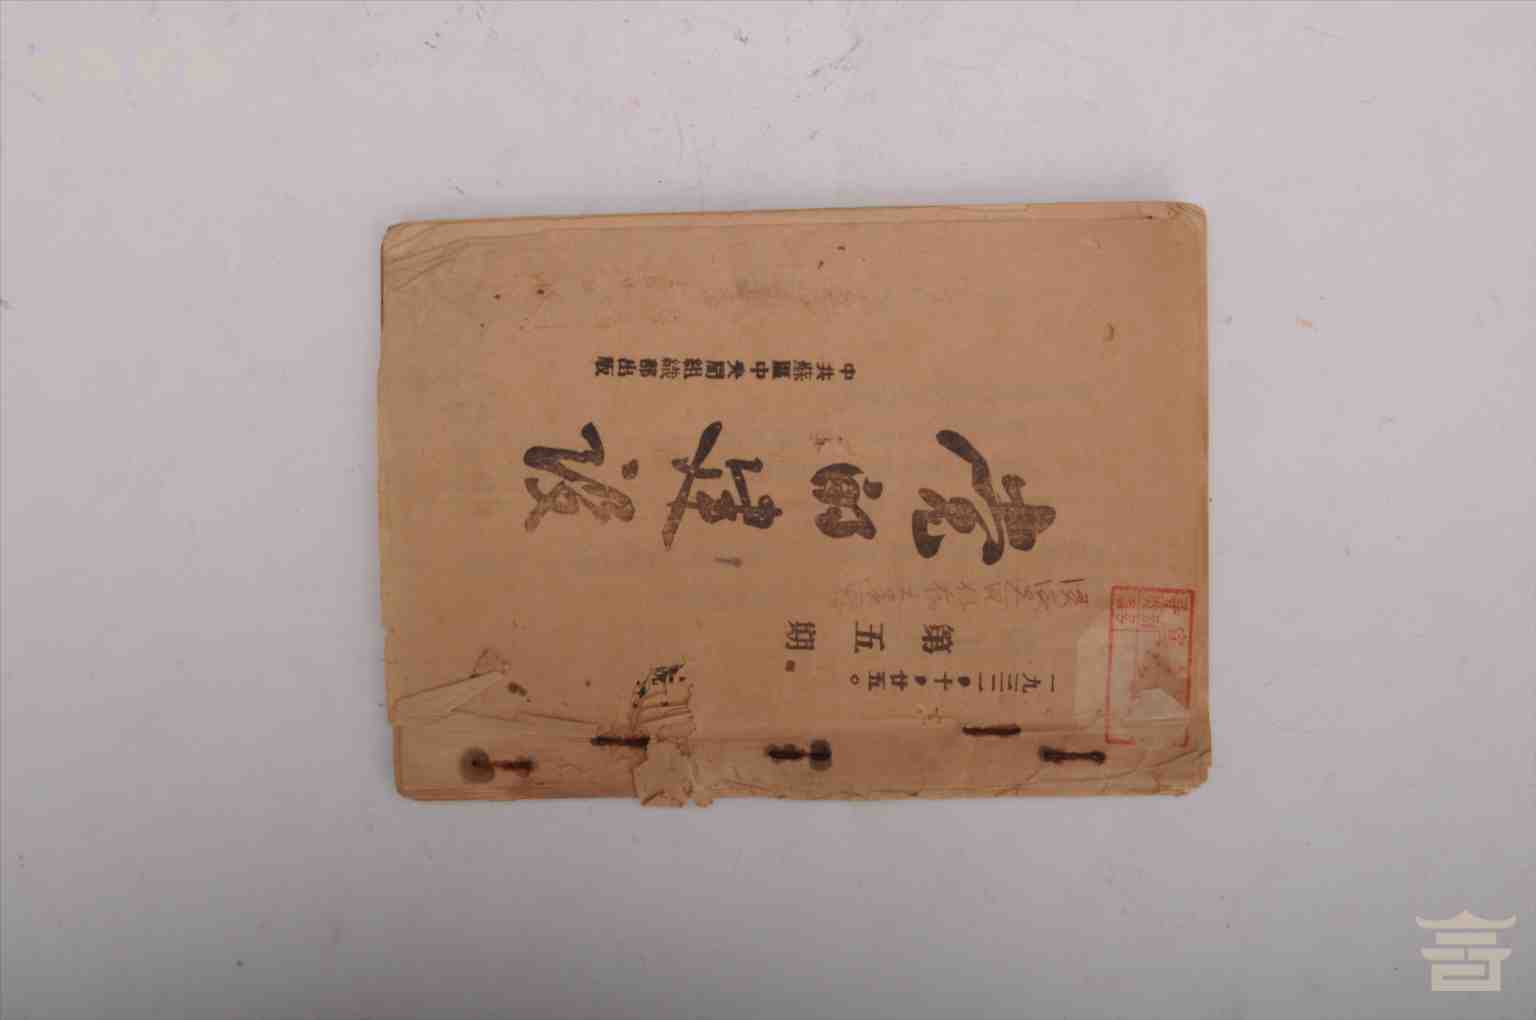 一九三二・十・廿五。
第五期
党的建設
中共蘇區中央局組織部出版